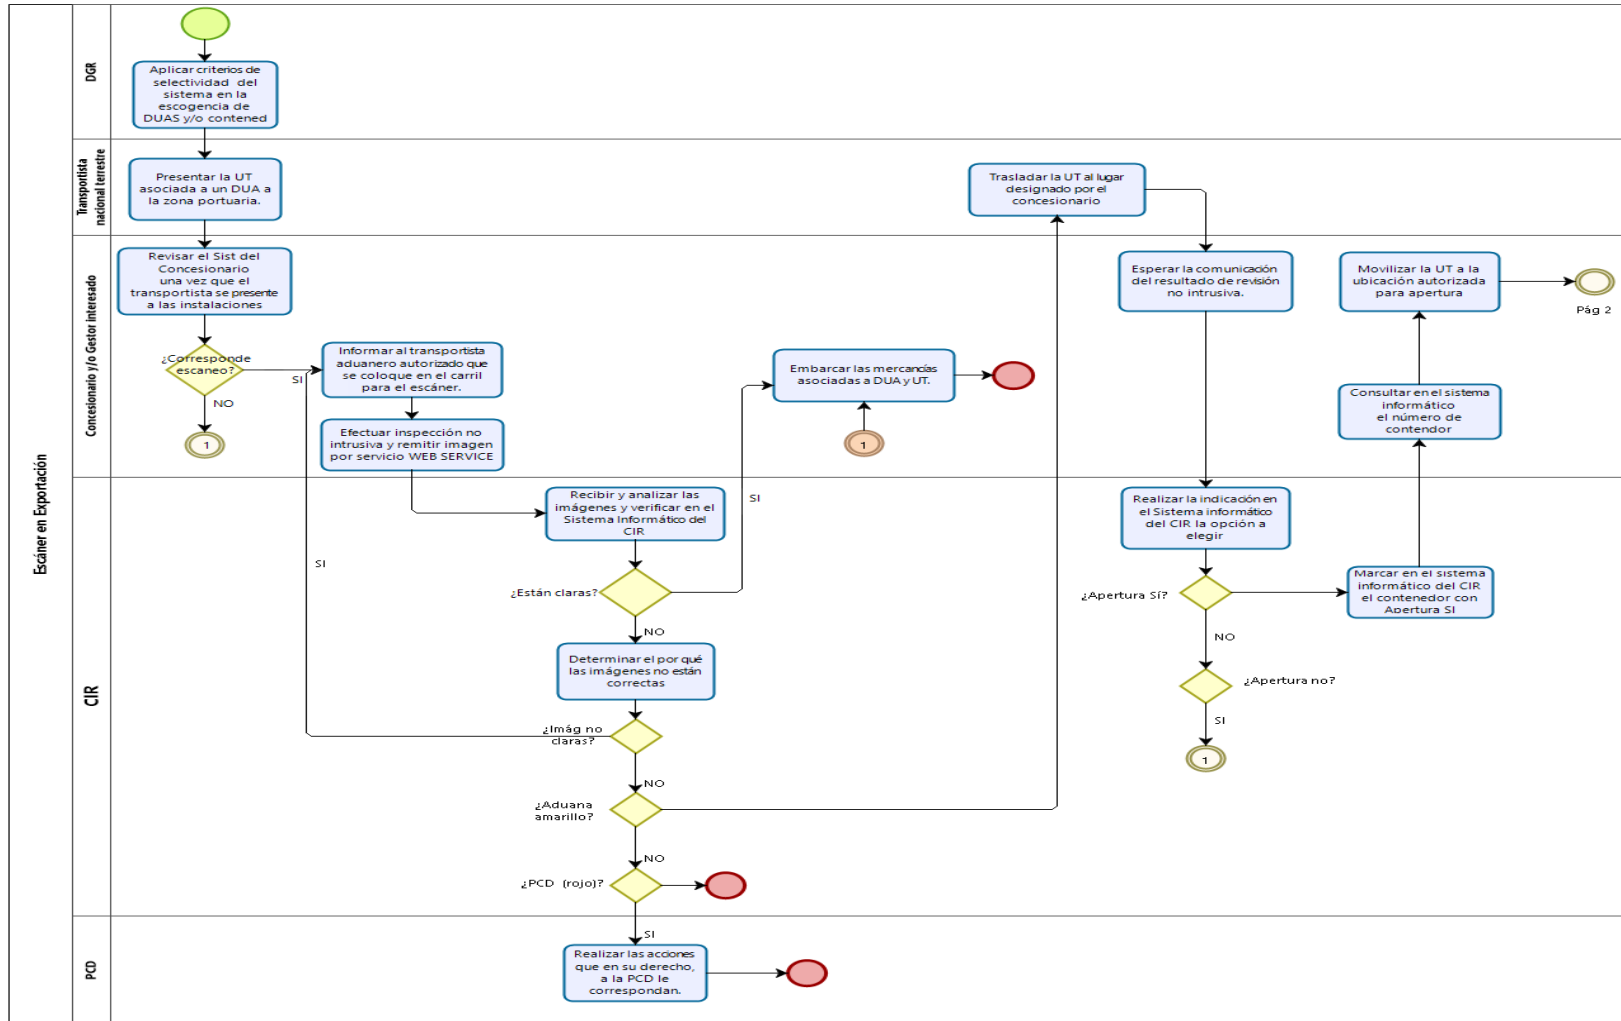 Escáner en Exportación
DGR
Aplicar criterios de
selectividad del
sistema en la
escogencia de
DUAS y/o contened
Transportista
nacional terrestre
Presentar la UT
asociada a un DUA a
la zona portuaria.
Trasladar la UT al lugar
designado por el
concesionario
Concesionario y/o Gestor interesado
Revisar el Sist del
Concesionario
una vez que el
transportista se presente
a las instalaciones
¿Corresponde
escaneo?
SI
NO
1
Informar al transportista
aduanero autorizado que
se coloque en el carril
para el escáner.
Efectuar inspección no
intrusiva y remitir imagen
por servicio WEB SERVICE
Embarcar las mercancías
asociadas a DUA y UT.
1
Esperar la comunicación
del resultado de revisión
no intrusiva.
Movilizar la UT a la
ubicación autorizada
para apertura
Pág 2
Consultar en el sistema
informático
el número de
contendor
CIR
Recibir y analizar las
imágenes y verificar en el
Sistema Informático del
CIR
SI
SI
¿Están claras?
NO
Determinar el por qué
las imágenes no están
correctas
¿Imág no
claras?
NO
¿Aduana
amarillo?
NO
¿PCD (rojo)?
SI
Realizar la indicación en
el Sistema informático
del CIR la opción a
elegir
¿Apertura Sí?
Marcar en el sistema
informático del CIR
el contenedor con
Apertura SI
NO
¿Apertura no?
SI
1
PCD
Realizar las acciones
que en su derecho,
a la PCD le
correspondan.